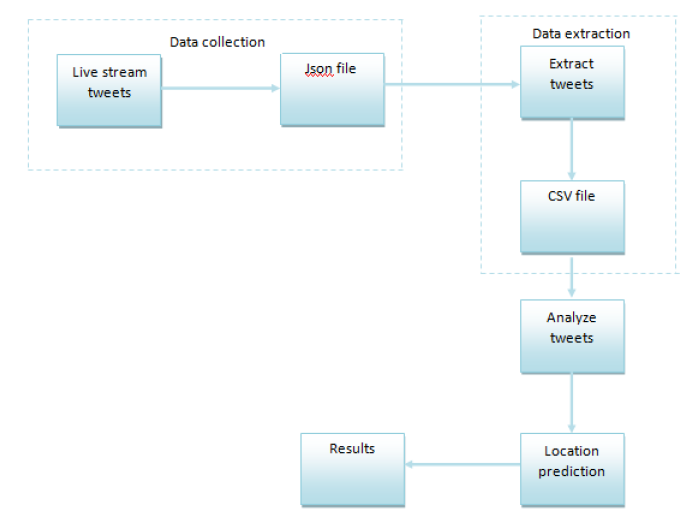 Data collection
Live stream
tweets
Json file
Data extraction
Extract
tweets
CSV file
Analyze
tweets
Location
prediction
Results